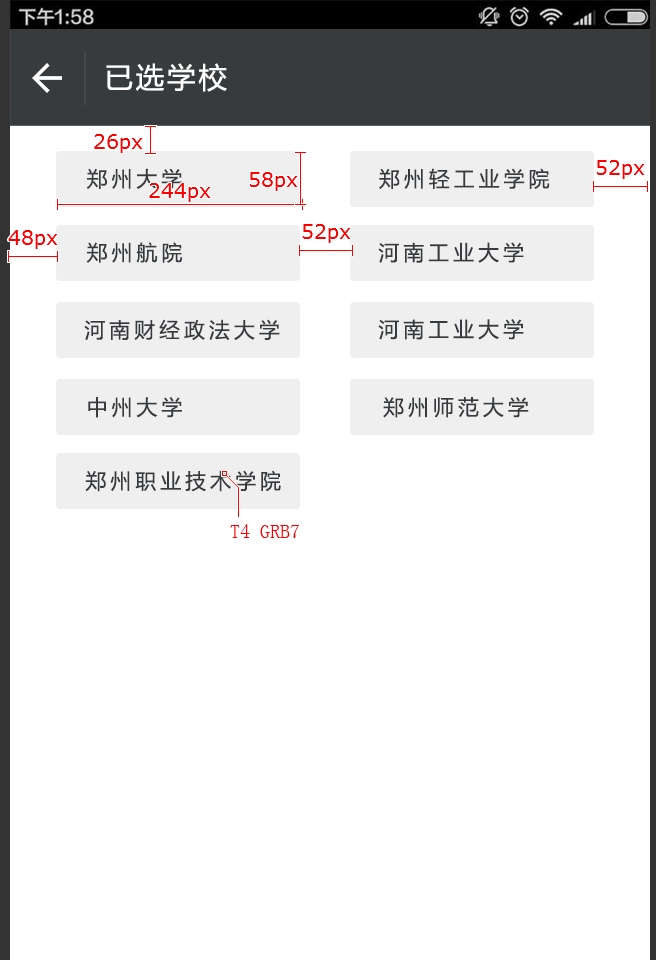 下午1:58
已选学校
26px
郑州大学 58px 郑州轻工业学院 52px
244px
48px 郑州航院 52px 河南工业大学
河南财经政法大学 河南工业大学
中州大学 郑州师范大学
郑州职业技术学院
T4 GRB7